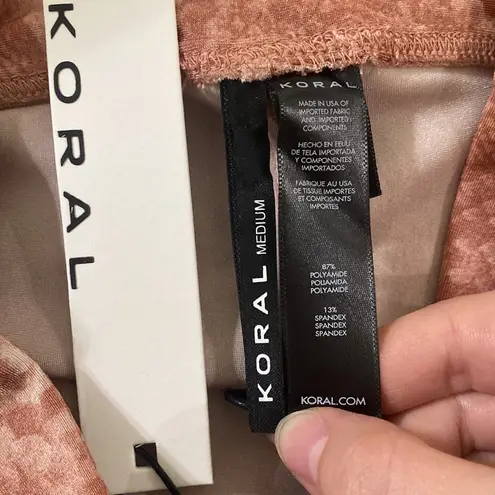 KORAL
KORAL MEDIUM
KORAL
MADE IN USA OF
IMPORTED FABRIC
AND IMPORTED
COMPONENTS
HECHO EN EEUU
DE TELA IMPORTADA
Y COMPONENTES
IMPORTADOS
FABRIQUE AU USA
DE TISSUE IMPORTES
ET COMPOSANTS
IMPORTES
87%
POLYAMIDE
POLIAMIDA
POLYAMIDE
13%
SPANDEX
SPANDEX
SPANDEX
KORAL.COM